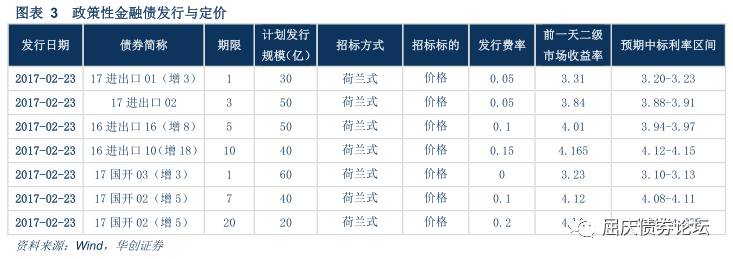 图表 3 政策性金融债发行与定价
发行日期 债券简称 期限 计划发行规模(亿) 招标方式 招标标的 发行费率 前一天二级市场收益率 预期中标利率区间
2017-02-23 17 进出口 01（增 3） 1 30 荷兰式 价格 0.05 3.31 3.20-3.23
2017-02-23 17 进出口 02 3 50 荷兰式 价格 0.05 3.84 3.88-3.91
2017-02-23 16 进出口 16（增 8） 5 50 荷兰式 价格 0.1 4.01 3.94-3.97
2017-02-23 16 进出口 10（增 18） 10 40 荷兰式 价格 0.15 4.165 4.12-4.15
2017-02-23 17 国开 03（增 3） 1 60 荷兰式 价格 0 3.23 3.10-3.13
2017-02-23 17 国开 02（增 5） 7 40 荷兰式 价格 0.1 4.12 4.08-4.11
2017-02-23 17 国开 02（增 5） 20 20 荷兰式 价格 0.2
屈庆债券论坛
资料来源：Wind，华创证券